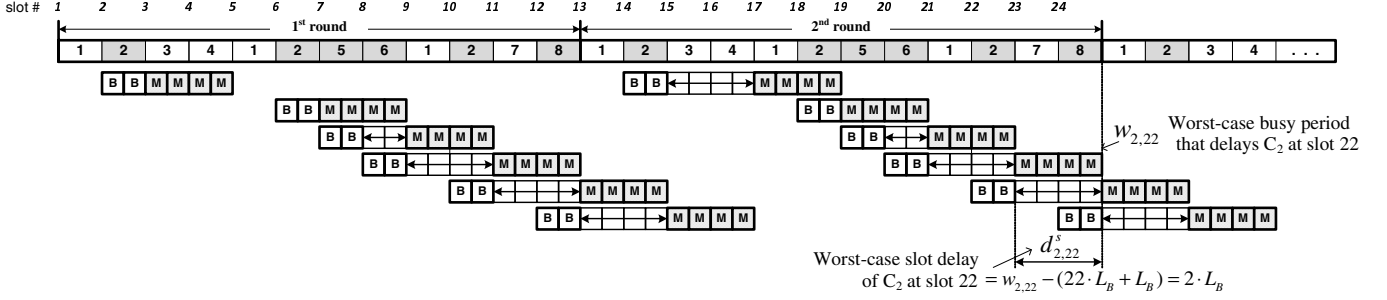 slot # 1 2 3 4 5 6 7 8 9 10 11 12 13 14 15 16 17 18 19 20 21 22 23 24
1st round 2nd round
1 2 3 4 1 2 5 6 1 2 7 8 1 2 3 4 1 2 5 6 1 2 7 8 1 2 3 4 . . .
B B M M M M B B M M M M
B B M M M M B B M M M M
B B M M M M B B M M M M
B B M M M M B B M M M M
B B M M M M B B M M M M
B B M M M M B B M M M M
w2,22
Worst-case busy period
that delays C2 at slot 22
d^s2,22
Worst-case slot delay
of C2 at slot 22 = w2,22 − (22 · LB + LB) = 2 · LB